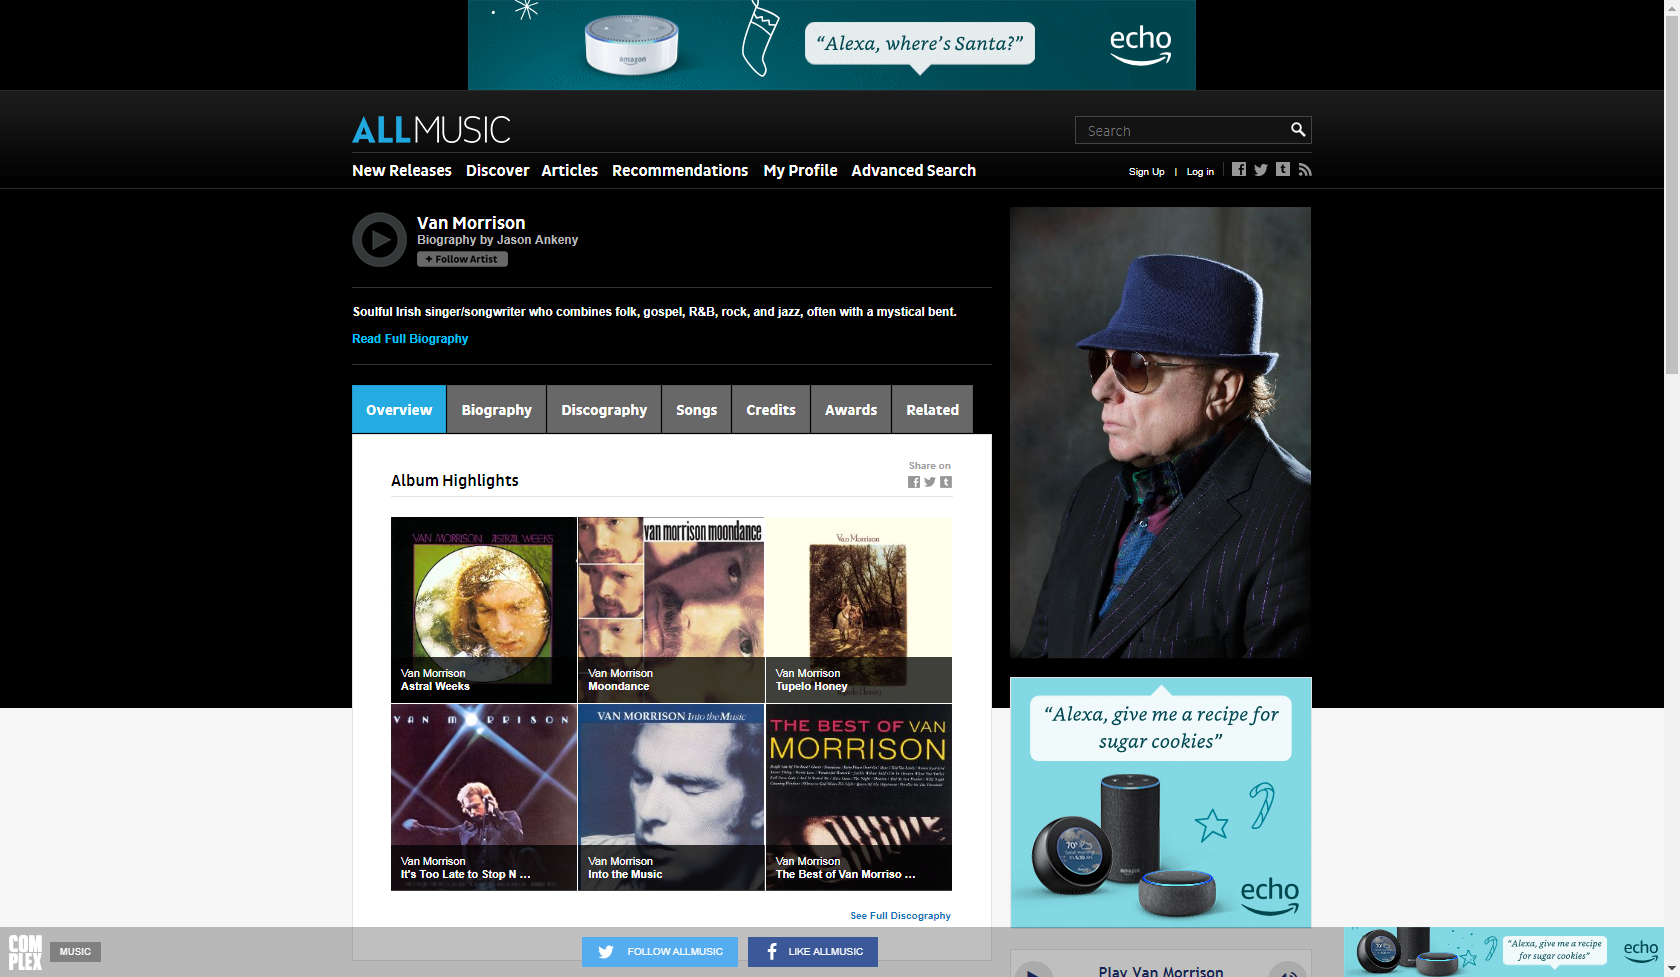 amazon
“Alexa, where’s Santa?”
echo
ALLMUSIC
Search
New Releases Discover Articles Recommendations My Profile Advanced Search
Sign Up | Log in
Van Morrison
Biography by Jason Ankeny
+ Follow Artist
Soulful Irish singer/songwriter who combines folk, gospel, R&B, rock, and jazz, often with a mystical bent.
Read Full Biography
Overview Biography Discography Songs Credits Awards Related
Share on
Album Highlights
VAN MORRISON ASTRAL WEEKS
van morrison moondance
Van Morrison
Van Morrison
Astral Weeks
Van Morrison
Moondance
Van Morrison
Tupelo Honey
Tupelo Honey
VAN MORRISON
VAN MORRISON Into the Music
THE BEST OF VAN
MORRISON
Van Morrison
It's Too Late to Stop N ...
Van Morrison
Into the Music
Van Morrison
The Best of Van Morriso ...
See Full Discography
“Alexa, give me a recipe for
sugar cookies”
70°
amazon
echo
COM
PLEX
MUSIC
FOLLOW ALLMUSIC
LIKE ALLMUSIC
Play Van Morrison
“Alexa, give me a recipe
for sugar cookies”
echo